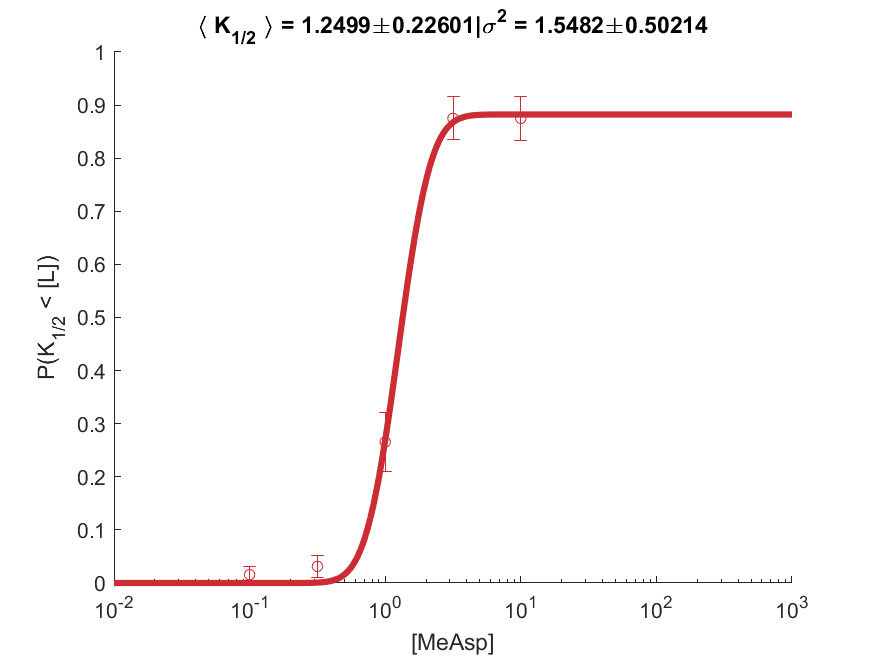 ⟨ K1/2 ⟩ = 1.2499±0.22601|σ² = 1.5482±0.50214
1
0.9
0.8
0.7
0.6
0.5
0.4
0.3
0.2
0.1
0
P(K1/2 < [L])
10⁻² 10⁻¹ 10⁰ 10¹ 10² 10³
[MeAsp]